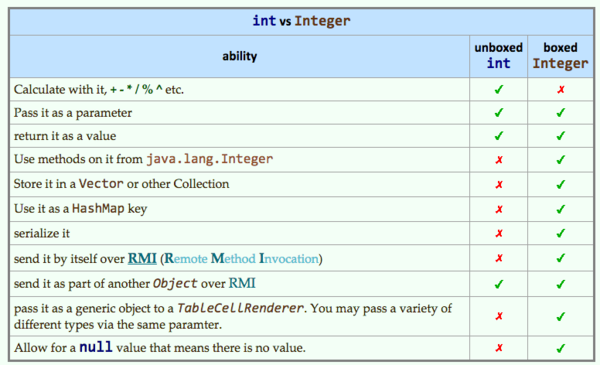 int vs Integer
ability
unboxed
int
boxed
Integer
Calculate with it, + - * / % ^ etc. ✓ ✗
Pass it as a parameter ✓ ✓
return it as a value ✓ ✓
Use methods on it from java.lang.Integer ✗ ✓
Store it in a Vector or other Collection ✗ ✓
Use it as a HashMap key ✗ ✓
serialize it ✗ ✓
send it by itself over RMI (Remote Method Invocation) ✗ ✓
send it as part of another Object over RMI ✓ ✓
pass it as a generic object to a TableCellRenderer. You may pass a variety of
different types via the same paramter. ✗ ✓
Allow for a null value that means there is no value. ✗ ✓